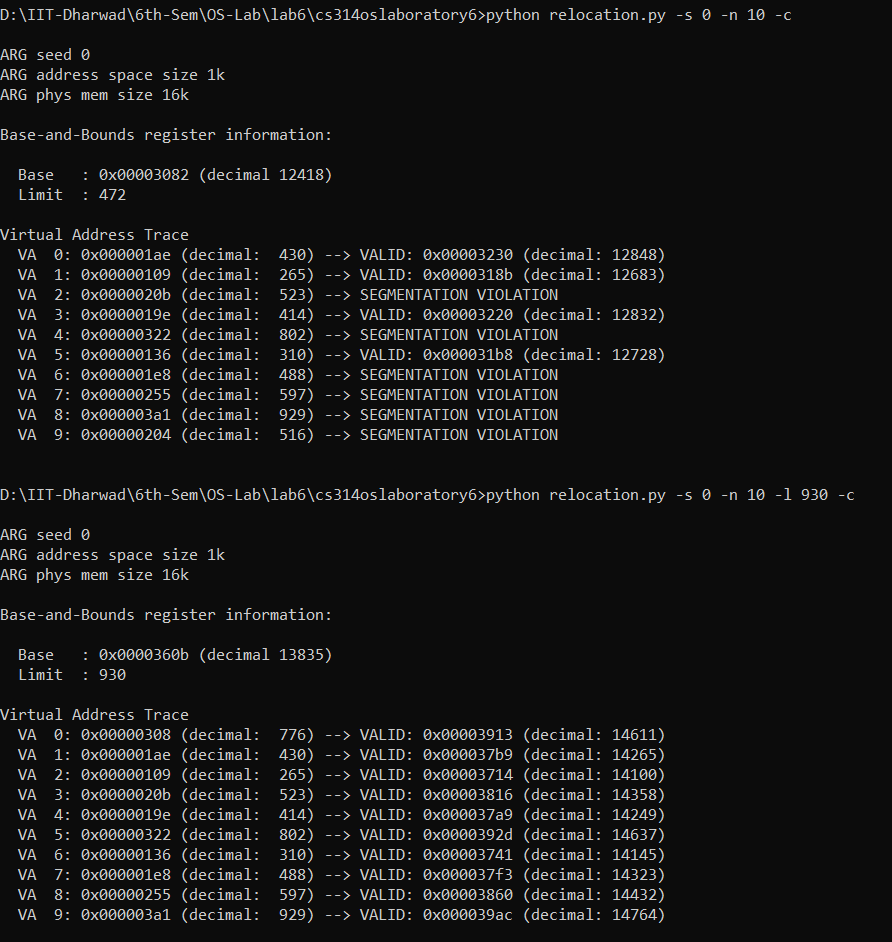 D:\IIT-Dharwad\6th-Sem\OS-Lab\lab6\cs314oslaboratory6>python relocation.py -s 0 -n 10 -c
ARG seed 0
ARG address space size 1k
ARG phys mem size 16k
Base-and-Bounds register information:
  Base   : 0x00003082 (decimal 12418)
  Limit  : 472
Virtual Address Trace
  VA  0: 0x000001ae (decimal:  430) --> VALID: 0x00003230 (decimal: 12848)
  VA  1: 0x00000109 (decimal:  265) --> VALID: 0x0000318b (decimal: 12683)
  VA  2: 0x0000020b (decimal:  523) --> SEGMENTATION VIOLATION
  VA  3: 0x0000019e (decimal:  414) --> VALID: 0x00003220 (decimal: 12832)
  VA  4: 0x00000322 (decimal:  802) --> SEGMENTATION VIOLATION
  VA  5: 0x00000136 (decimal:  310) --> VALID: 0x000031b8 (decimal: 12728)
  VA  6: 0x000001e8 (decimal:  488) --> SEGMENTATION VIOLATION
  VA  7: 0x00000255 (decimal:  597) --> SEGMENTATION VIOLATION
  VA  8: 0x000003a1 (decimal:  929) --> SEGMENTATION VIOLATION
  VA  9: 0x00000204 (decimal:  516) --> SEGMENTATION VIOLATION
D:\IIT-Dharwad\6th-Sem\OS-Lab\lab6\cs314oslaboratory6>python relocation.py -s 0 -n 10 -l 930 -c
ARG seed 0
ARG address space size 1k
ARG phys mem size 16k
Base-and-Bounds register information:
  Base   : 0x0000360b (decimal 13835)
  Limit  : 930
Virtual Address Trace
  VA  0: 0x00000308 (decimal:  776) --> VALID: 0x00003913 (decimal: 14611)
  VA  1: 0x000001ae (decimal:  430) --> VALID: 0x000037b9 (decimal: 14265)
  VA  2: 0x00000109 (decimal:  265) --> VALID: 0x00003714 (decimal: 14100)
  VA  3: 0x0000020b (decimal:  523) --> VALID: 0x00003816 (decimal: 14358)
  VA  4: 0x0000019e (decimal:  414) --> VALID: 0x000037a9 (decimal: 14249)
  VA  5: 0x00000322 (decimal:  802) --> VALID: 0x0000392d (decimal: 14637)
  VA  6: 0x00000136 (decimal:  310) --> VALID: 0x00003741 (decimal: 14145)
  VA  7: 0x000001e8 (decimal:  488) --> VALID: 0x000037f3 (decimal: 14323)
  VA  8: 0x00000255 (decimal:  597) --> VALID: 0x00003860 (decimal: 14432)
  VA  9: 0x000003a1 (decimal:  929) --> VALID: 0x000039ac (decimal: 14764)